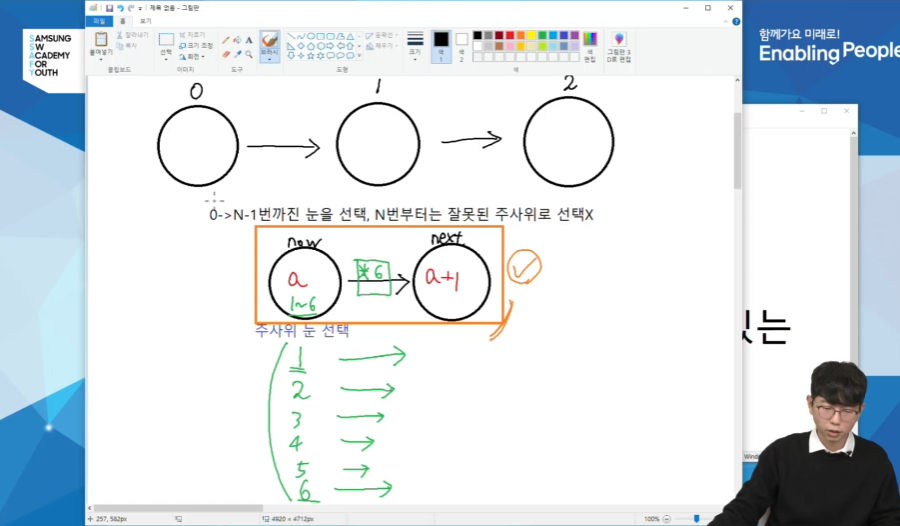 제목 없음 - 그림판
파일 홈 보기
붙여넣기
잘라내기
복사
클립보드
선택
자르기
크기 조정
회전
이미지
도구
브러시
윤곽선
채우기
도형
크기
색 1
색 2
색
색 편집
그림판 3D로 편집
SAMSUNG
SW
ACADEMY
FOR
YOUTH
함께가요 미래로!
Enabling People
0 1 2
0->N-1번까진 눈을 선택, N번부터는 잘못된 주사위로 선택X
now next
a *6 a+1
1~6
주사위 눈 선택
1
2
3
4
5
6
있는
257, 582px
4920 × 4712px
100%